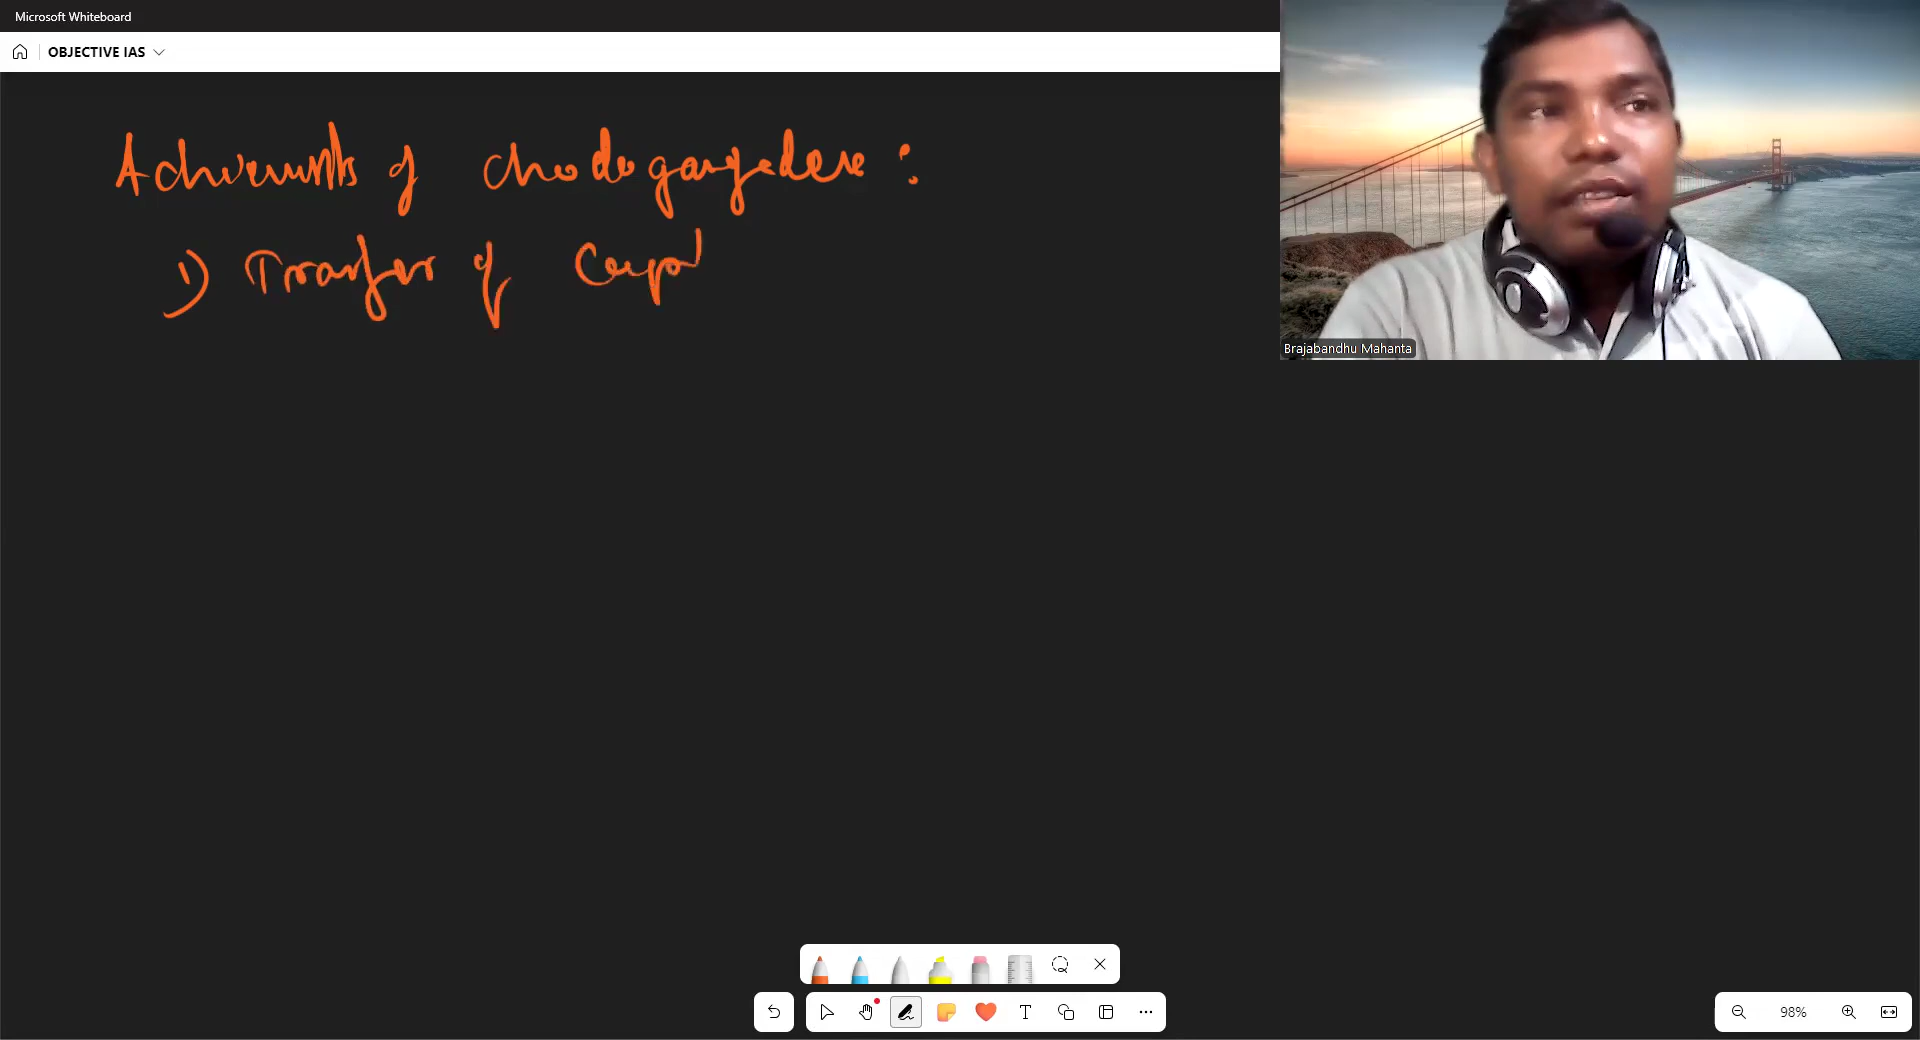 Microsoft Whiteboard
OBJECTIVE IAS
Achievements of chodagangadeva :
1) Transfer of Capital
Brajabandhu Mahanta
98%